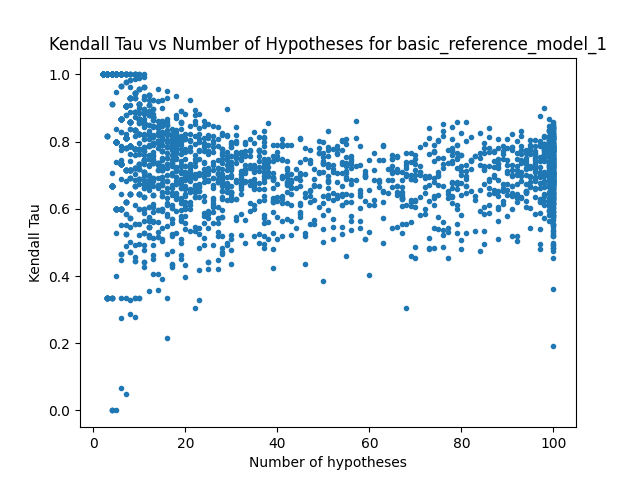 Kendall Tau vs Number of Hypotheses for basic_reference_model_1
1.0
0.8
0.6
0.4
0.2
0.0
Kendall Tau
0 20 40 60 80 100
Number of hypotheses